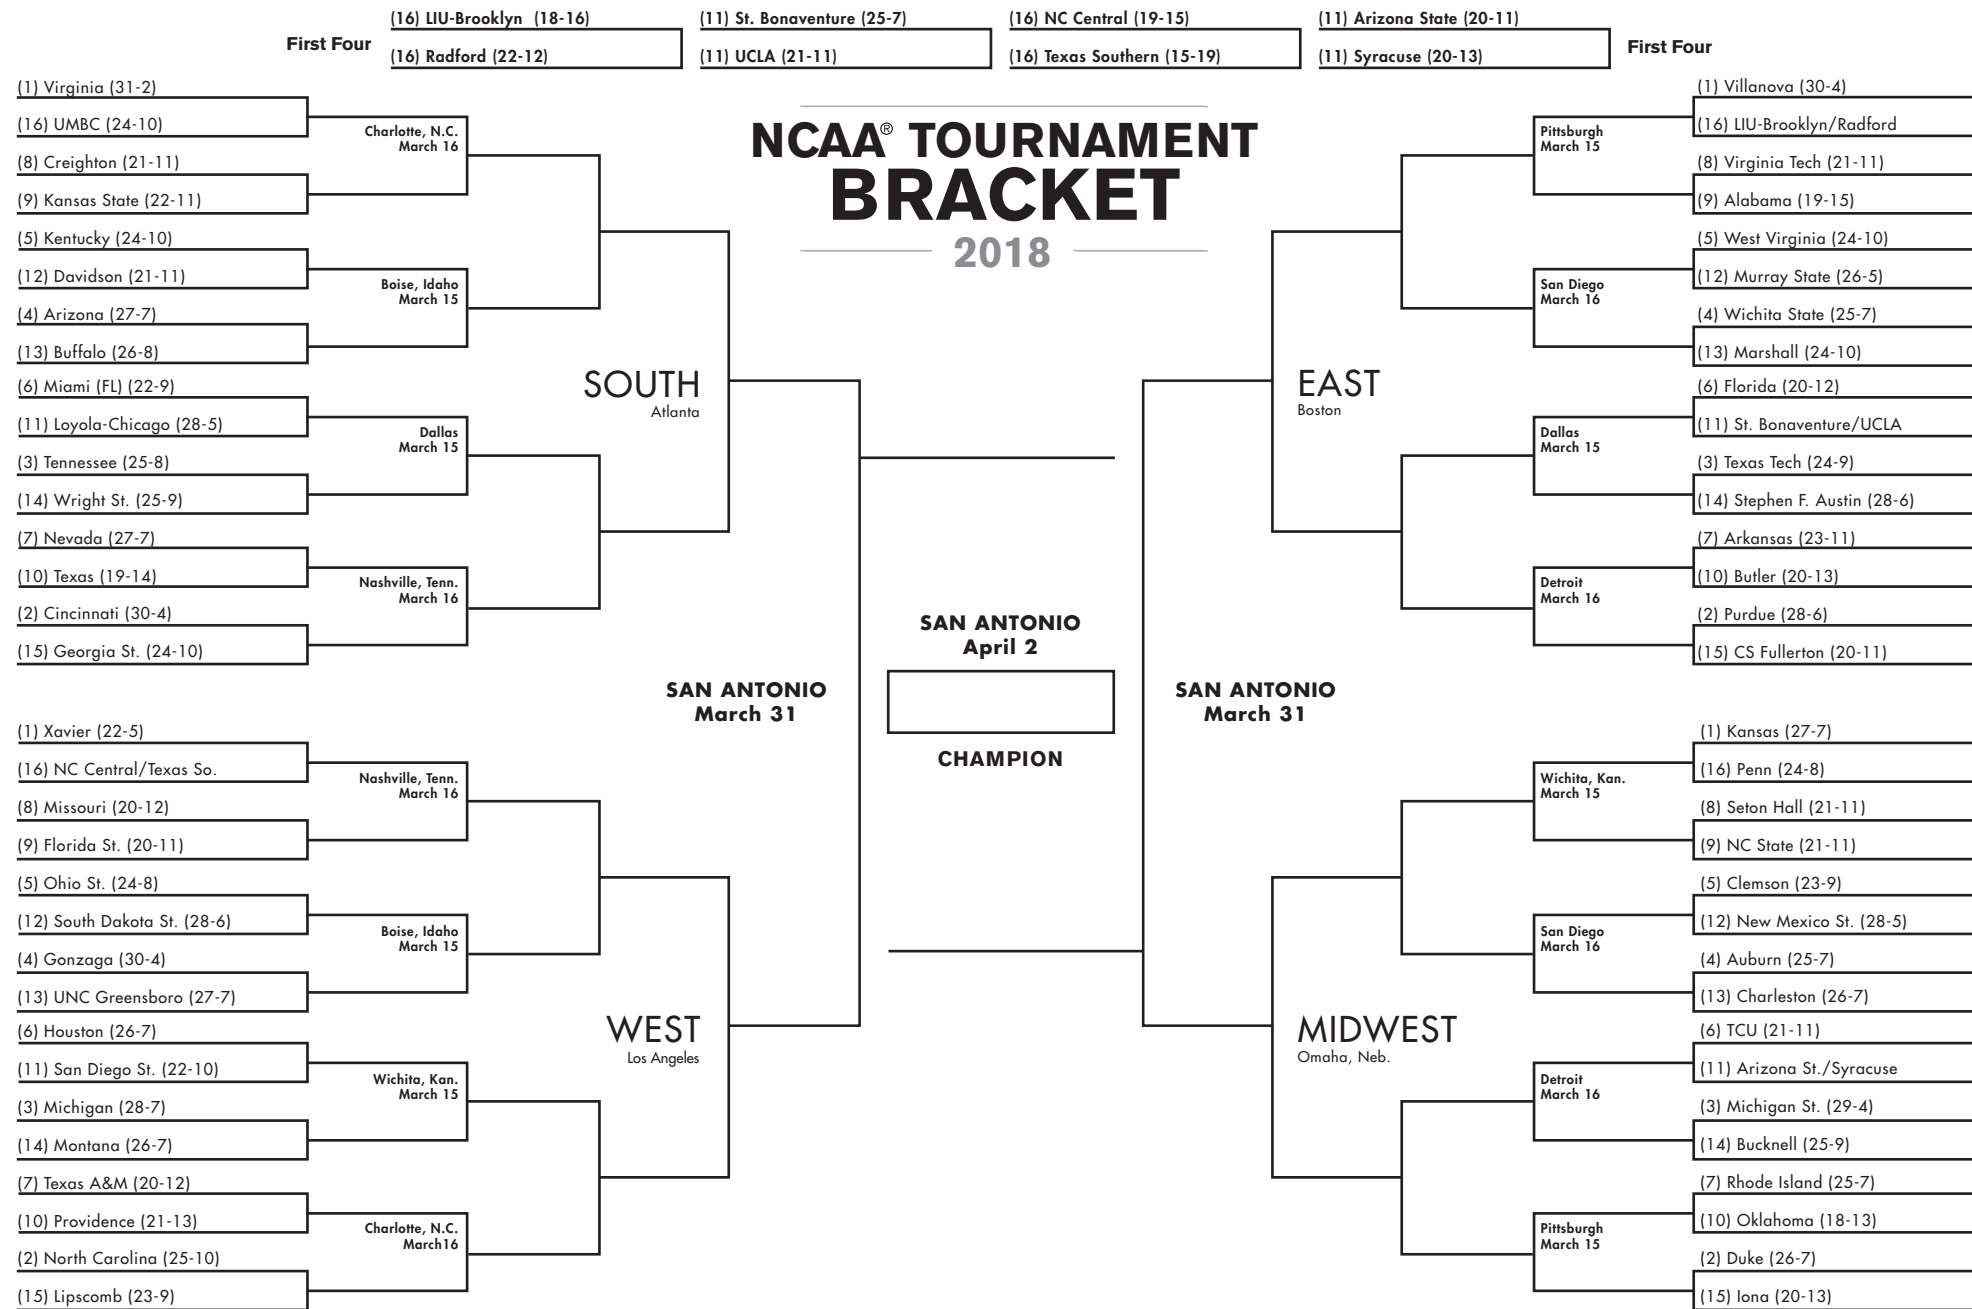 First Four
(16) LIU-Brooklyn (18-16)
(16) Radford (22-12)
(11) St. Bonaventure (25-7)
(11) UCLA (21-11)
(16) NC Central (19-15)
(16) Texas Southern (15-19)
(11) Arizona State (20-11)
(11) Syracuse (20-13)
First Four
NCAA® TOURNAMENT
BRACKET
2018
(1) Virginia (31-2)
(16) UMBC (24-10)
(8) Creighton (21-11)
(9) Kansas State (22-11)
(5) Kentucky (24-10)
(12) Davidson (21-11)
(4) Arizona (27-7)
(13) Buffalo (26-8)
(6) Miami (FL) (22-9)
(11) Loyola-Chicago (28-5)
(3) Tennessee (25-8)
(14) Wright St. (25-9)
(7) Nevada (27-7)
(10) Texas (19-14)
(2) Cincinnati (30-4)
(15) Georgia St. (24-10)
Charlotte, N.C.
March 16
Boise, Idaho
March 15
Dallas
March 15
Nashville, Tenn.
March 16
SOUTH
Atlanta
(1) Xavier (22-5)
(16) NC Central/Texas So.
(8) Missouri (20-12)
(9) Florida St. (20-11)
(5) Ohio St. (24-8)
(12) South Dakota St. (28-6)
(4) Gonzaga (30-4)
(13) UNC Greensboro (27-7)
(6) Houston (26-7)
(11) San Diego St. (22-10)
(3) Michigan (28-7)
(14) Montana (26-7)
(7) Texas A&M (20-12)
(10) Providence (21-13)
(2) North Carolina (25-10)
(15) Lipscomb (23-9)
Nashville, Tenn.
March 16
Boise, Idaho
March 15
Wichita, Kan.
March 15
Charlotte, N.C.
March16
WEST
Los Angeles
SAN ANTONIO
March 31
SAN ANTONIO
April 2
CHAMPION
SAN ANTONIO
March 31
EAST
Boston
Pittsburgh
March 15
San Diego
March 16
Dallas
March 15
Detroit
March 16
(1) Villanova (30-4)
(16) LIU-Brooklyn/Radford
(8) Virginia Tech (21-11)
(9) Alabama (19-15)
(5) West Virginia (24-10)
(12) Murray State (26-5)
(4) Wichita State (25-7)
(13) Marshall (24-10)
(6) Florida (20-12)
(11) St. Bonaventure/UCLA
(3) Texas Tech (24-9)
(14) Stephen F. Austin (28-6)
(7) Arkansas (23-11)
(10) Butler (20-13)
(2) Purdue (28-6)
(15) CS Fullerton (20-11)
MIDWEST
Omaha, Neb.
Wichita, Kan.
March 15
San Diego
March 16
Detroit
March 16
Pittsburgh
March 15
(1) Kansas (27-7)
(16) Penn (24-8)
(8) Seton Hall (21-11)
(9) NC State (21-11)
(5) Clemson (23-9)
(12) New Mexico St. (28-5)
(4) Auburn (25-7)
(13) Charleston (26-7)
(6) TCU (21-11)
(11) Arizona St./Syracuse
(3) Michigan St. (29-4)
(14) Bucknell (25-9)
(7) Rhode Island (25-7)
(10) Oklahoma (18-13)
(2) Duke (26-7)
(15) Iona (20-13)